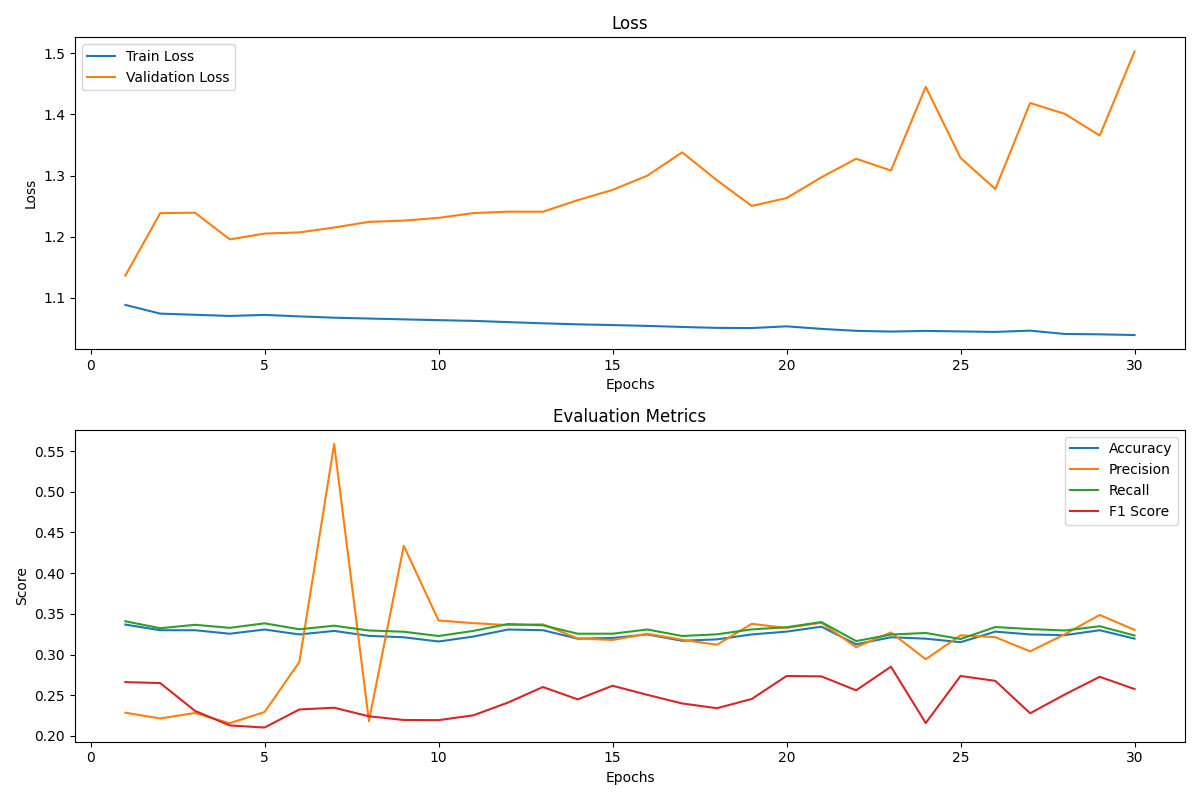 Loss
Train Loss
Validation Loss
1.5
1.4
1.3
1.2
1.1
Loss
0 5 10 15 20 25 30
Epochs
Evaluation Metrics
Accuracy
Precision
Recall
F1 Score
0.55
0.50
0.45
0.40
0.35
0.30
0.25
0.20
Score
0 5 10 15 20 25 30
Epochs